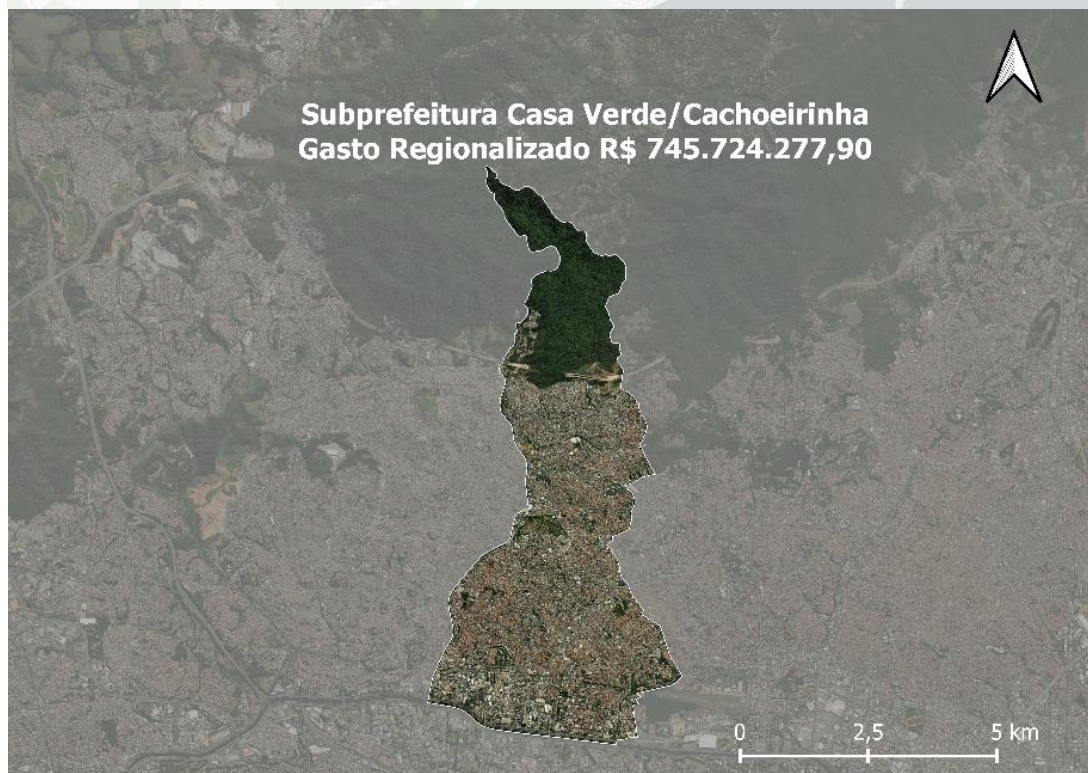 Subprefeitura Casa Verde/Cachoeirinha
Gasto Regionalizado R$ 745.724.277,90
0 2,5 5 km